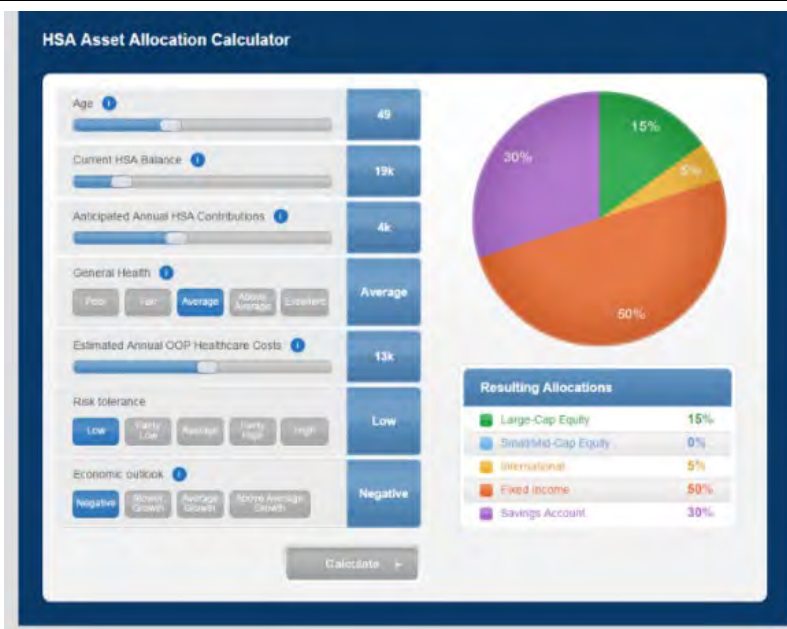 HSA Asset Allocation Calculator
Age i
49
Current HSA Balance i
19k
Anticipated Annual HSA Contributions i
4k
General Health i
Poor Fair Average Above Average Excellent
Average
Estimated Annual OOP Healthcare Costs i
13k
Risk tolerance
Low Fairly Low Average Fairly High High
Low
Economic outlook i
Negative Slower Growth Average Growth Above Average Growth
Negative
Calculate
15%
5%
50%
30%
Resulting Allocations
Large-Cap Equity 15%
Small/Mid-Cap Equity 0%
International 5%
Fixed Income 50%
Savings Account 30%